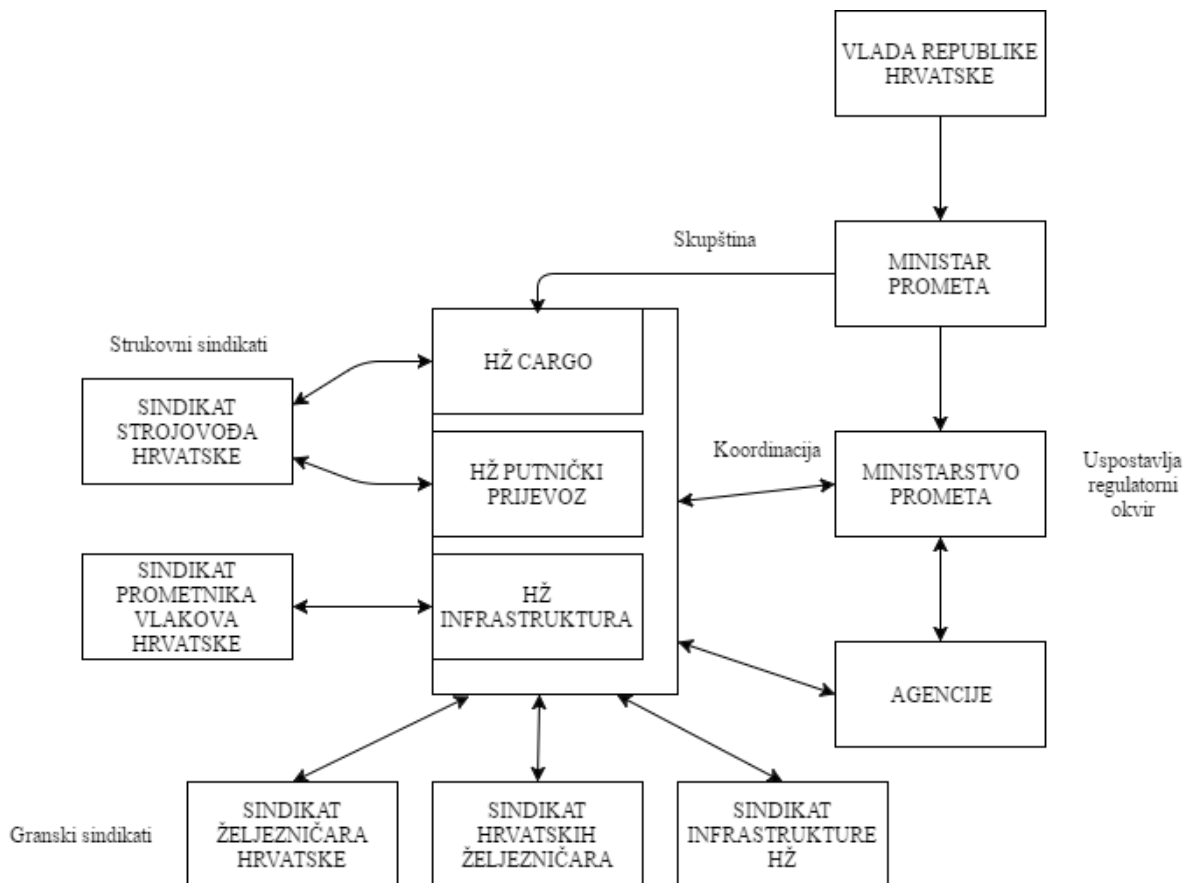 VLADA REPUBLIKE
HRVATSKE
Skupština
MINISTAR
PROMETA
Strukovni sindikati
HŽ CARGO
SINDIKAT
STROJOVOĐA
HRVATSKE
HŽ PUTNIČKI
PRIJEVOZ
Koordinacija
MINISTARSTVO
PROMETA
Uspostavlja
regulatorni
okvir
SINDIKAT
PROMETNIKA
VLAKOVA
HRVATSKE
HŽ
INFRASTRUKTURA
AGENCIJE
Granski sindikati
SINDIKAT
ŽELJEZNIČARA
HRVATSKE
SINDIKAT
HRVATSKIH
ŽELJEZNIČARA
SINDIKAT
INFRASTRUKTURE
HŽ